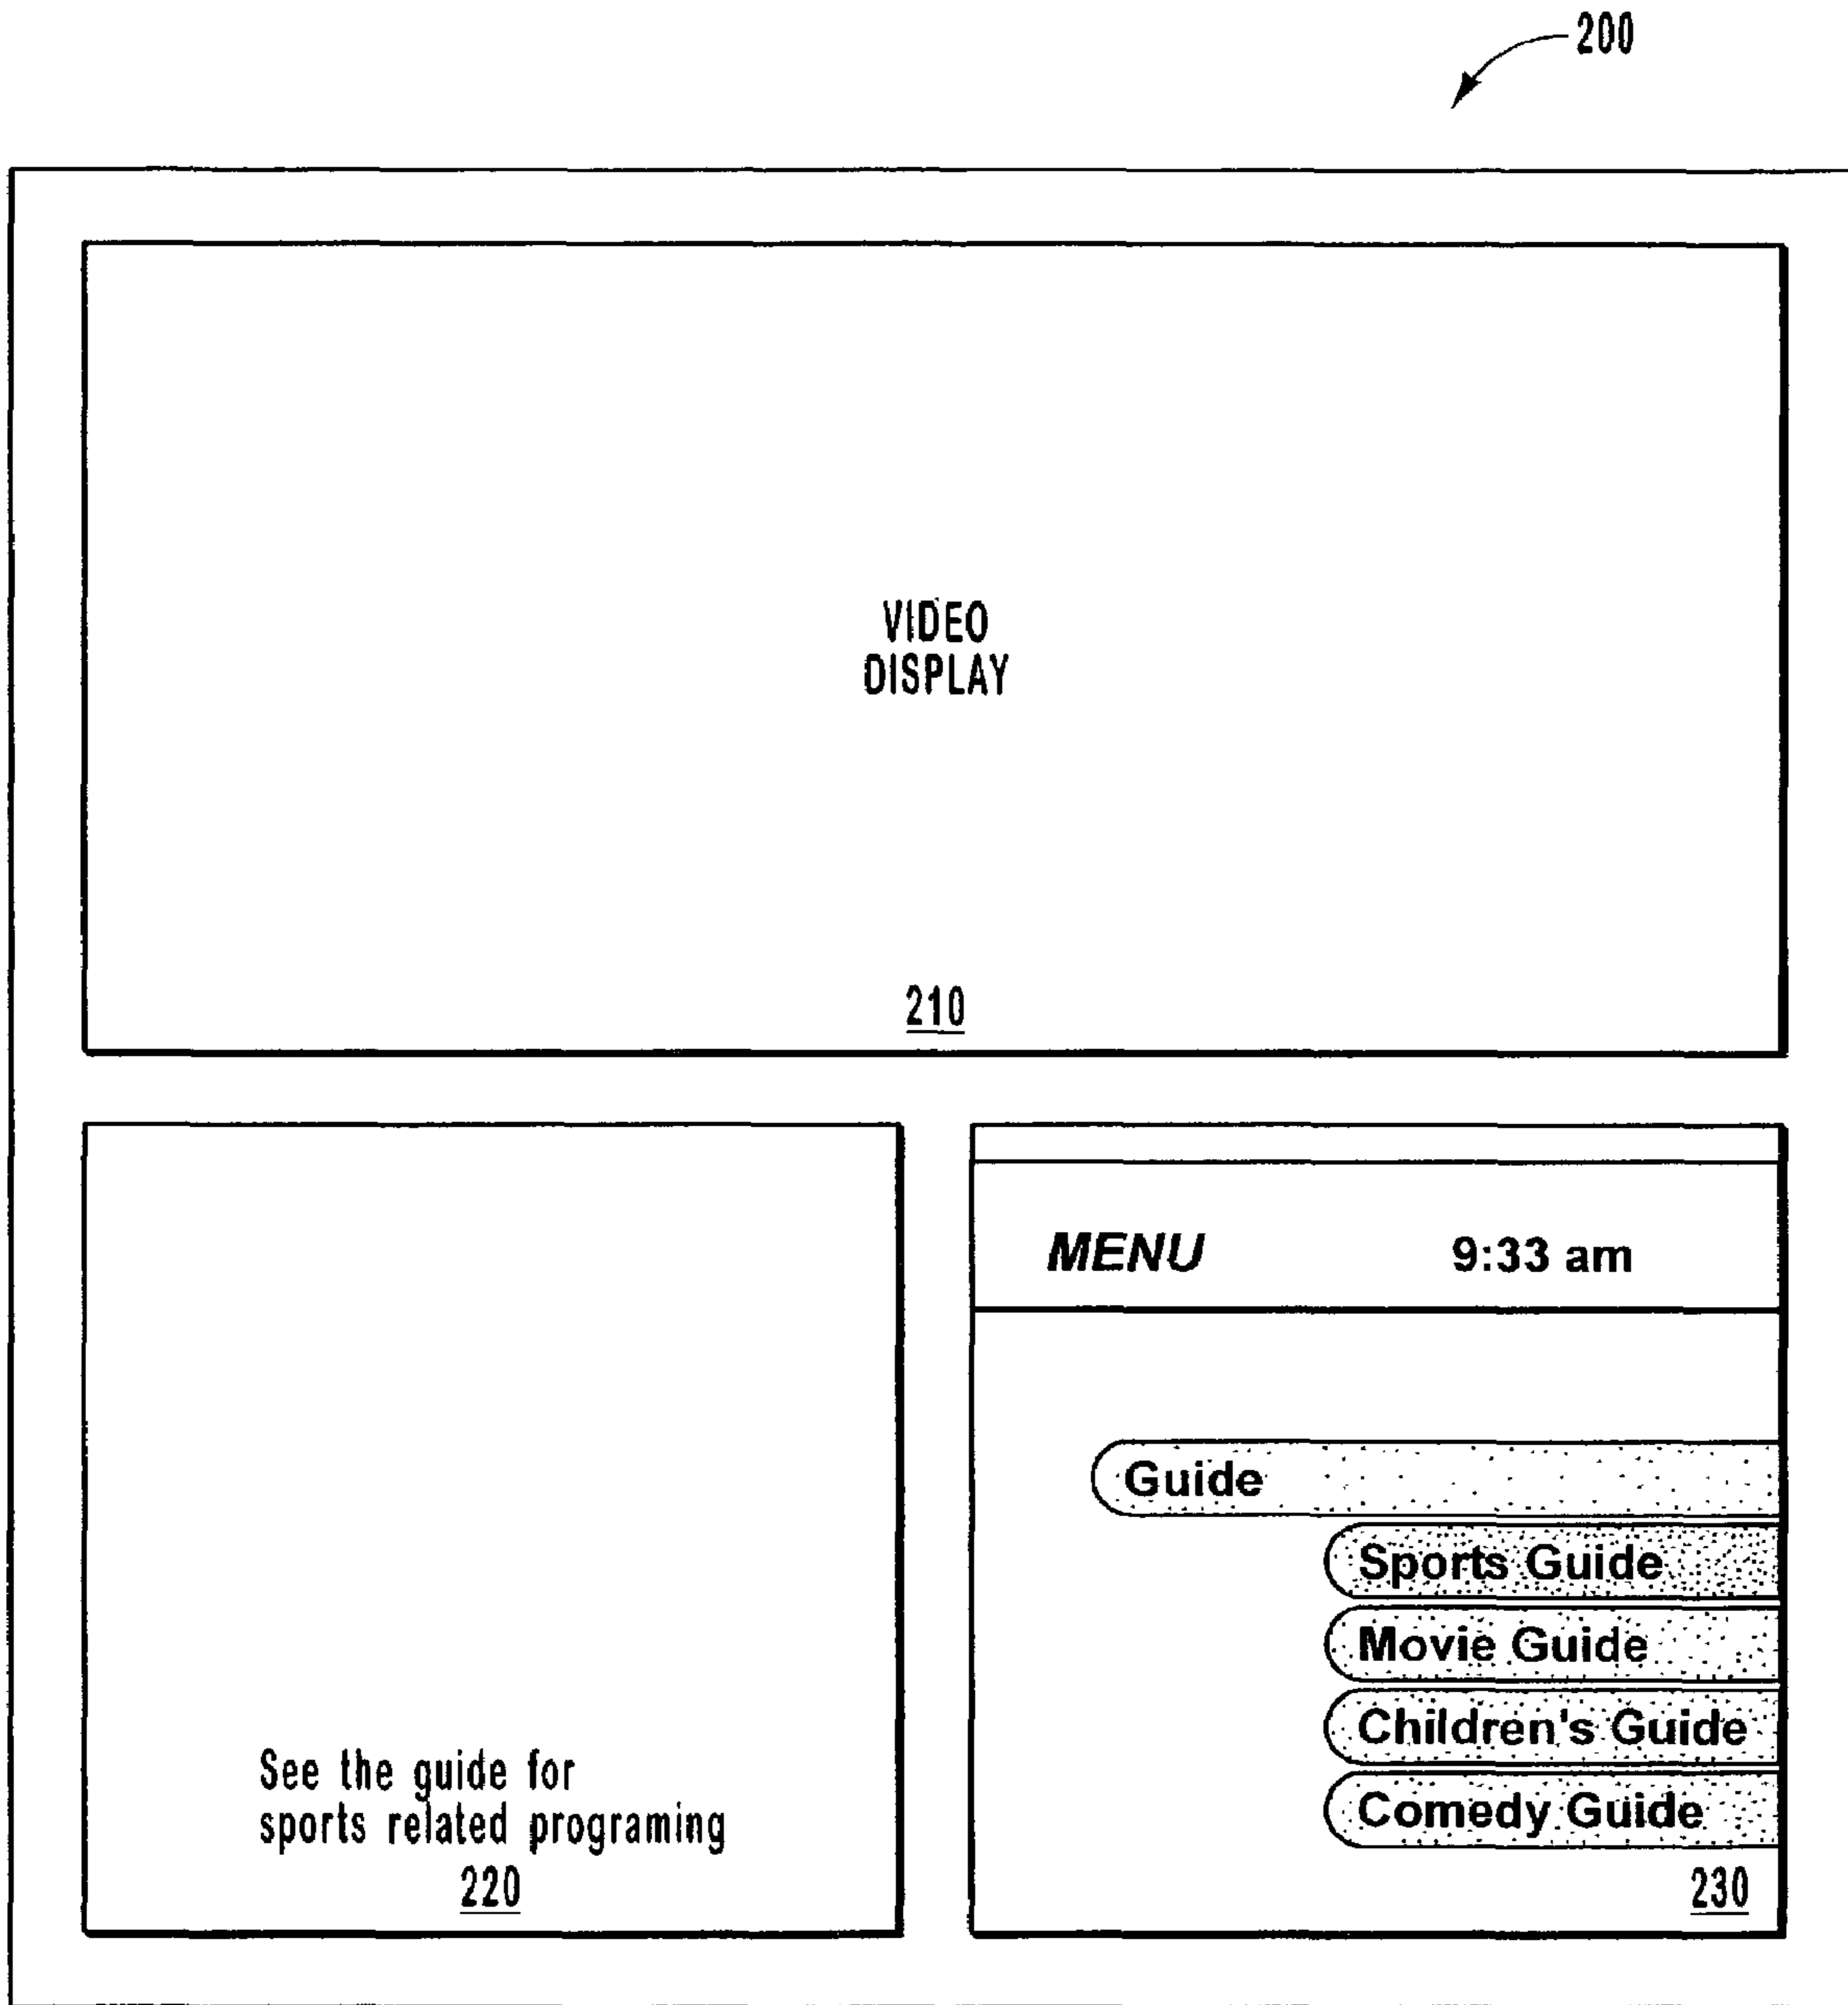 200
VIDEO
DISPLAY
210
See the guide for
sports related programing
220
MENU 9:33 am
Guide
Sports Guide
Movie Guide
Children's Guide
Comedy Guide
230